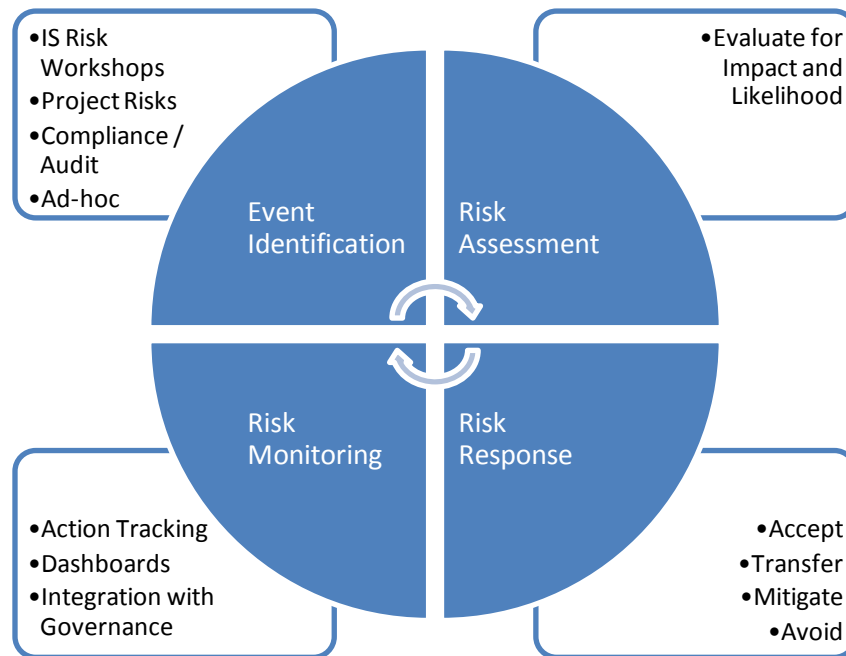 •IS Risk
Workshops
•Project Risks
•Compliance /
Audit
•Ad-hoc
•Evaluate for
Impact and
Likelihood
Event
Identification
Risk
Assessment
Risk
Monitoring
Risk
Response
•Action Tracking
•Dashboards
•Integration with
Governance
•Accept
•Transfer
•Mitigate
•Avoid